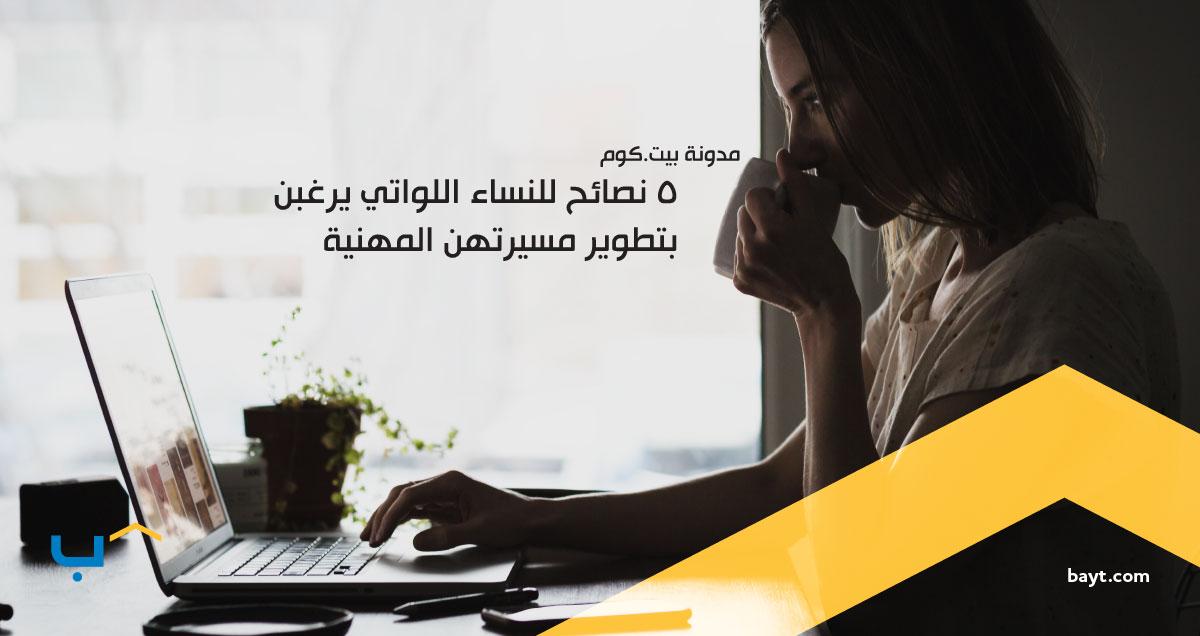 مدونة بيت.كوم
٥ نصائح للنساء اللواتي يرغبن
بتطوير مسيرتهن المهنية
ب
bayt.com